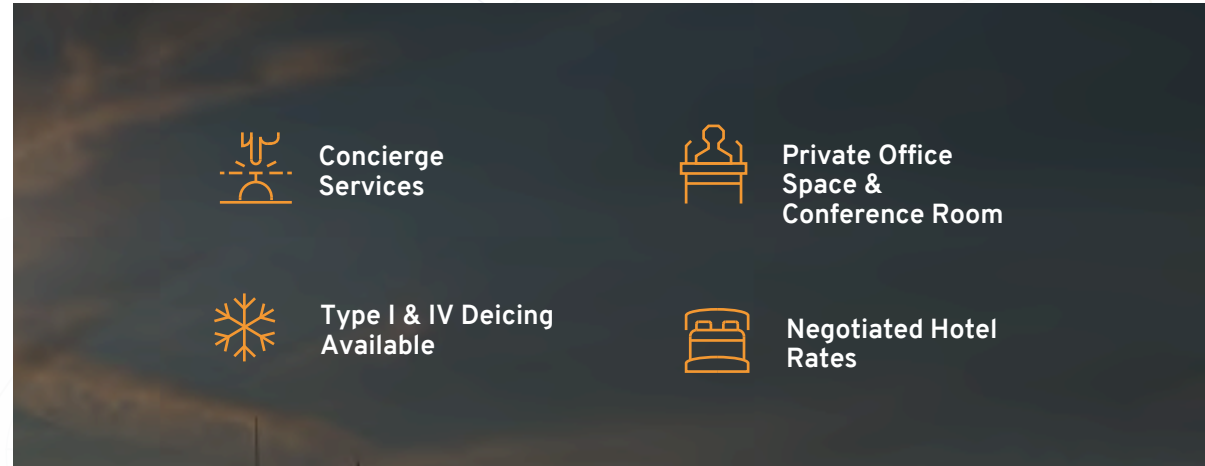 Concierge
Services
Private Office
Space &
Conference Room
Type I & IV Deicing
Available
Negotiated Hotel
Rates